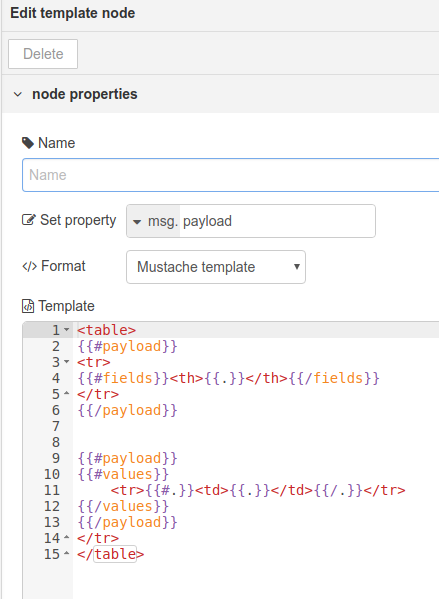 Edit template node
Delete
node properties
Name
Name
Set property
msg. payload
</> Format
Mustache template
Template
1 <table>
2 {{#payload}}
3 <tr>
4 {{#fields}}<th>{{.}}</th>{{/fields}}
5 </tr>
6 {{/payload}}
7
8
9 {{#payload}}
10 {{#values}}
11     <tr>{{#.}}<td>{{.}}</td>{{/.}}</tr>
12 {{/values}}
13 {{/payload}}
14 </tr>
15 </table>